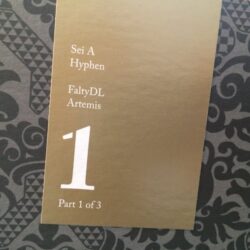 Sei A
Hyphen
FaltyDL
Artemis
1
Part 1 of 3